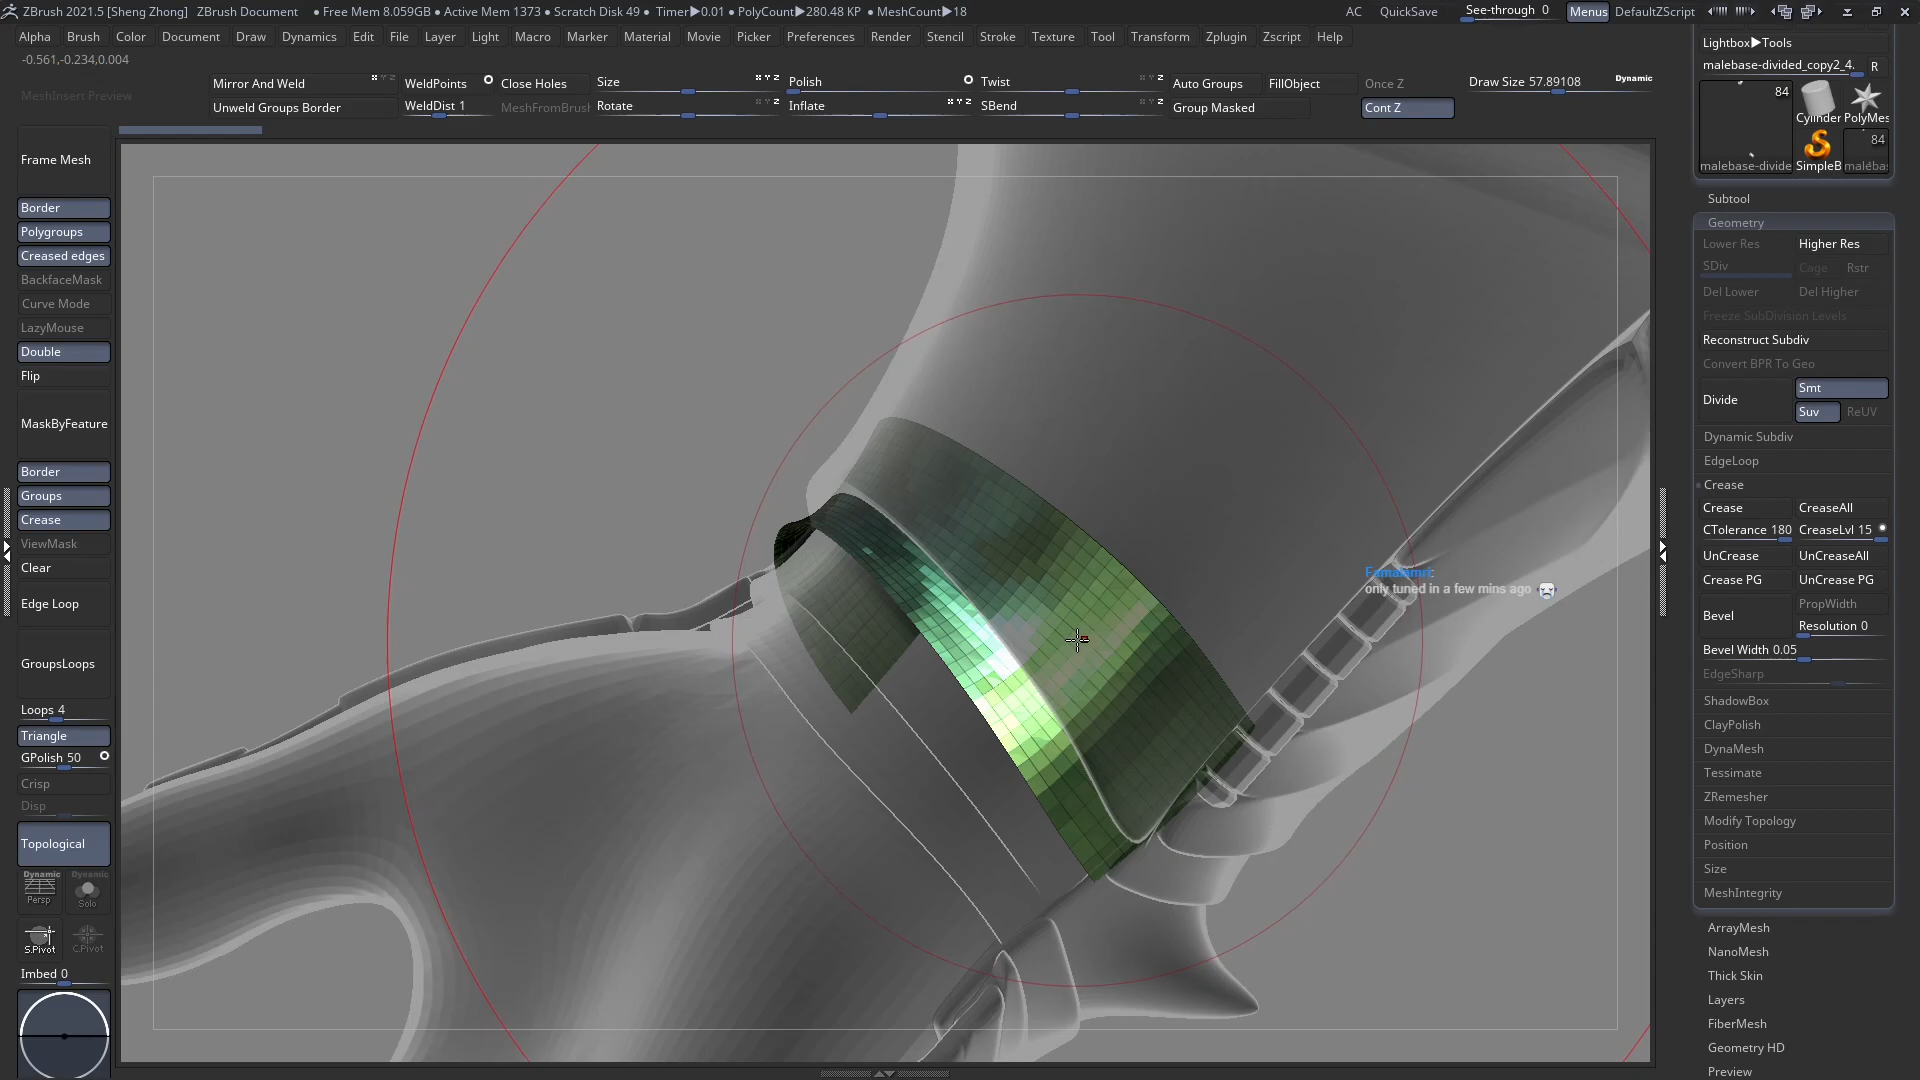 ZBrush 2021.5 [Sheng Zhong] ZBrush Document • Free Mem 8.059GB • Active Mem 1373 • Scratch Disk 49 • Timer▶0.01 • PolyCount▶280.48 KP • MeshCount▶18 AC QuickSave See-through 0 Menus DefaultZScript
Alpha Brush Color Document Draw Dynamics Edit File Layer Light Macro Marker Material Movie Picker Preferences Render Stencil Stroke Texture Tool Transform Zplugin Zscript Help
-0.561,-0.234,0.004
MeshInsert Preview
Mirror And Weld WeldPoints Close Holes Size Polish Twist Auto Groups FillObject Once Z Draw Size 57.89108 Dynamic
Unweld Groups Border WeldDist 1 MeshFromBrush Rotate Inflate SBend Group Masked Cont Z
Frame Mesh
Border
Polygroups
Creased edges
BackfaceMask
Curve Mode
LazyMouse
Double
Flip
MaskByFeature
Border
Groups
Crease
ViewMask
Clear
Edge Loop
GroupsLoops
Loops 4
Triangle
GPolish 50
Crisp
Disp
Topological
Dynamic Dynamic
Persp Solo
S.Pivot C.Pivot
Imbed 0
only tuned in a few mins ago
Lightbox▶Tools
malebase-divided_copy2_4. R
84
Cylinder PolyMes
84
malebase-divide SimpleB maleba
Subtool
Geometry
Lower Res Higher Res
SDiv Cage Rstr
Del Lower Del Higher
Freeze SubDivision Levels
Reconstruct Subdiv
Convert BPR To Geo
Divide Smt
Suv ReUV
Dynamic Subdiv
EdgeLoop
Crease
Crease CreaseAll
CTolerance 180 CreaseLvl 15
UnCrease UnCreaseAll
Crease PG UnCrease PG
Bevel PropWidth
Resolution 0
Bevel Width 0.05
EdgeSharp
ShadowBox
ClayPolish
DynaMesh
Tessimate
ZRemesher
Modify Topology
Position
Size
MeshIntegrity
ArrayMesh
NanoMesh
Thick Skin
Layers
FiberMesh
Geometry HD
Preview